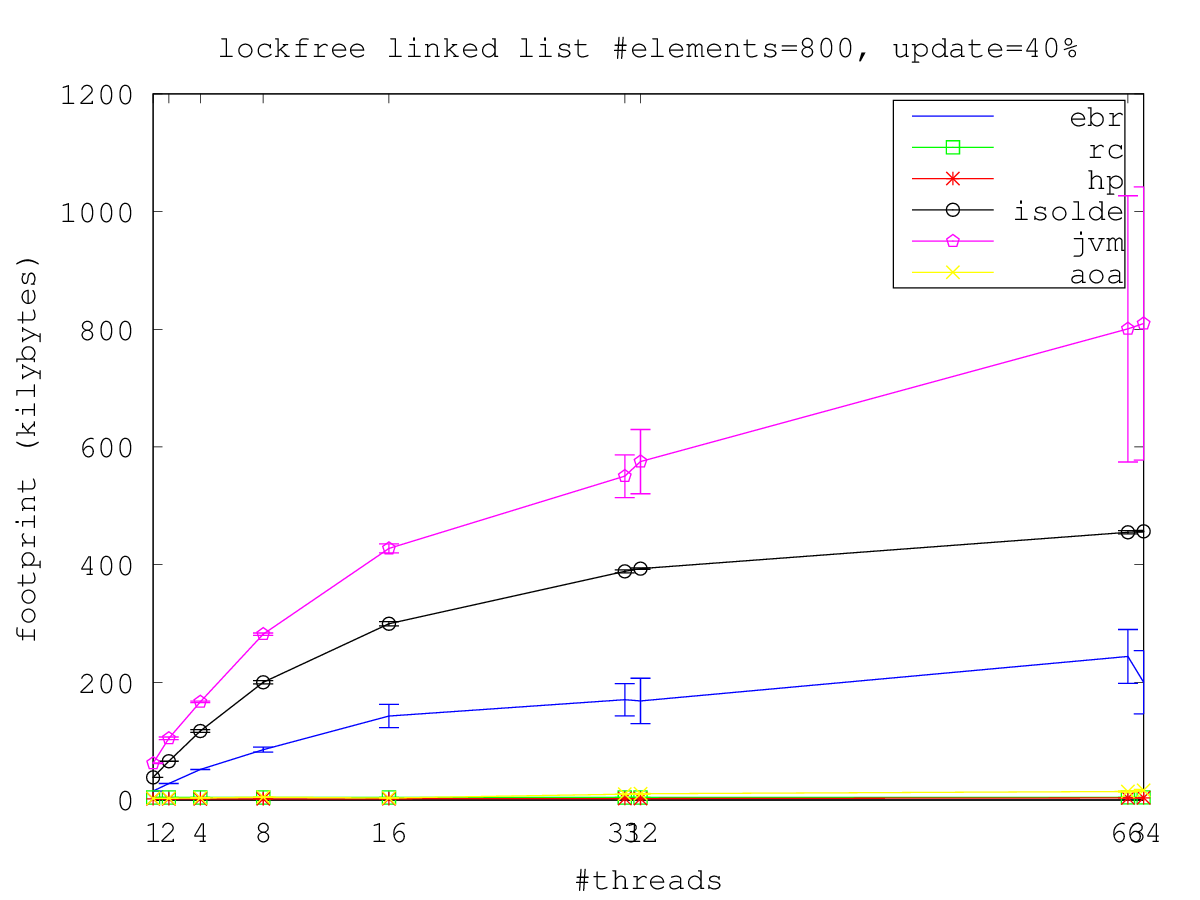 lockfree linked list #elements=800, update=40%
1200
1000
800
600
400
200
0
footprint (kilybytes)
ebr
rc
hp
isolde
jvm
aoa
1 2 4 8 16
#threads